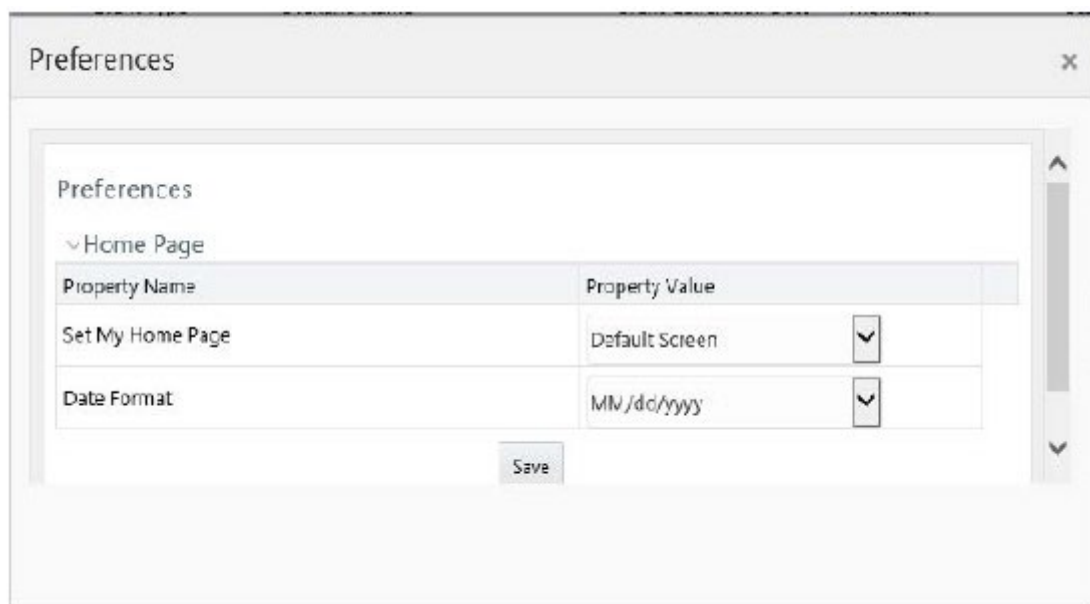 Preferences
Preferences
Home Page
Property Name Property Value
Set My Home Page Default Screen
Date Format MM/dd/yyyy
Save